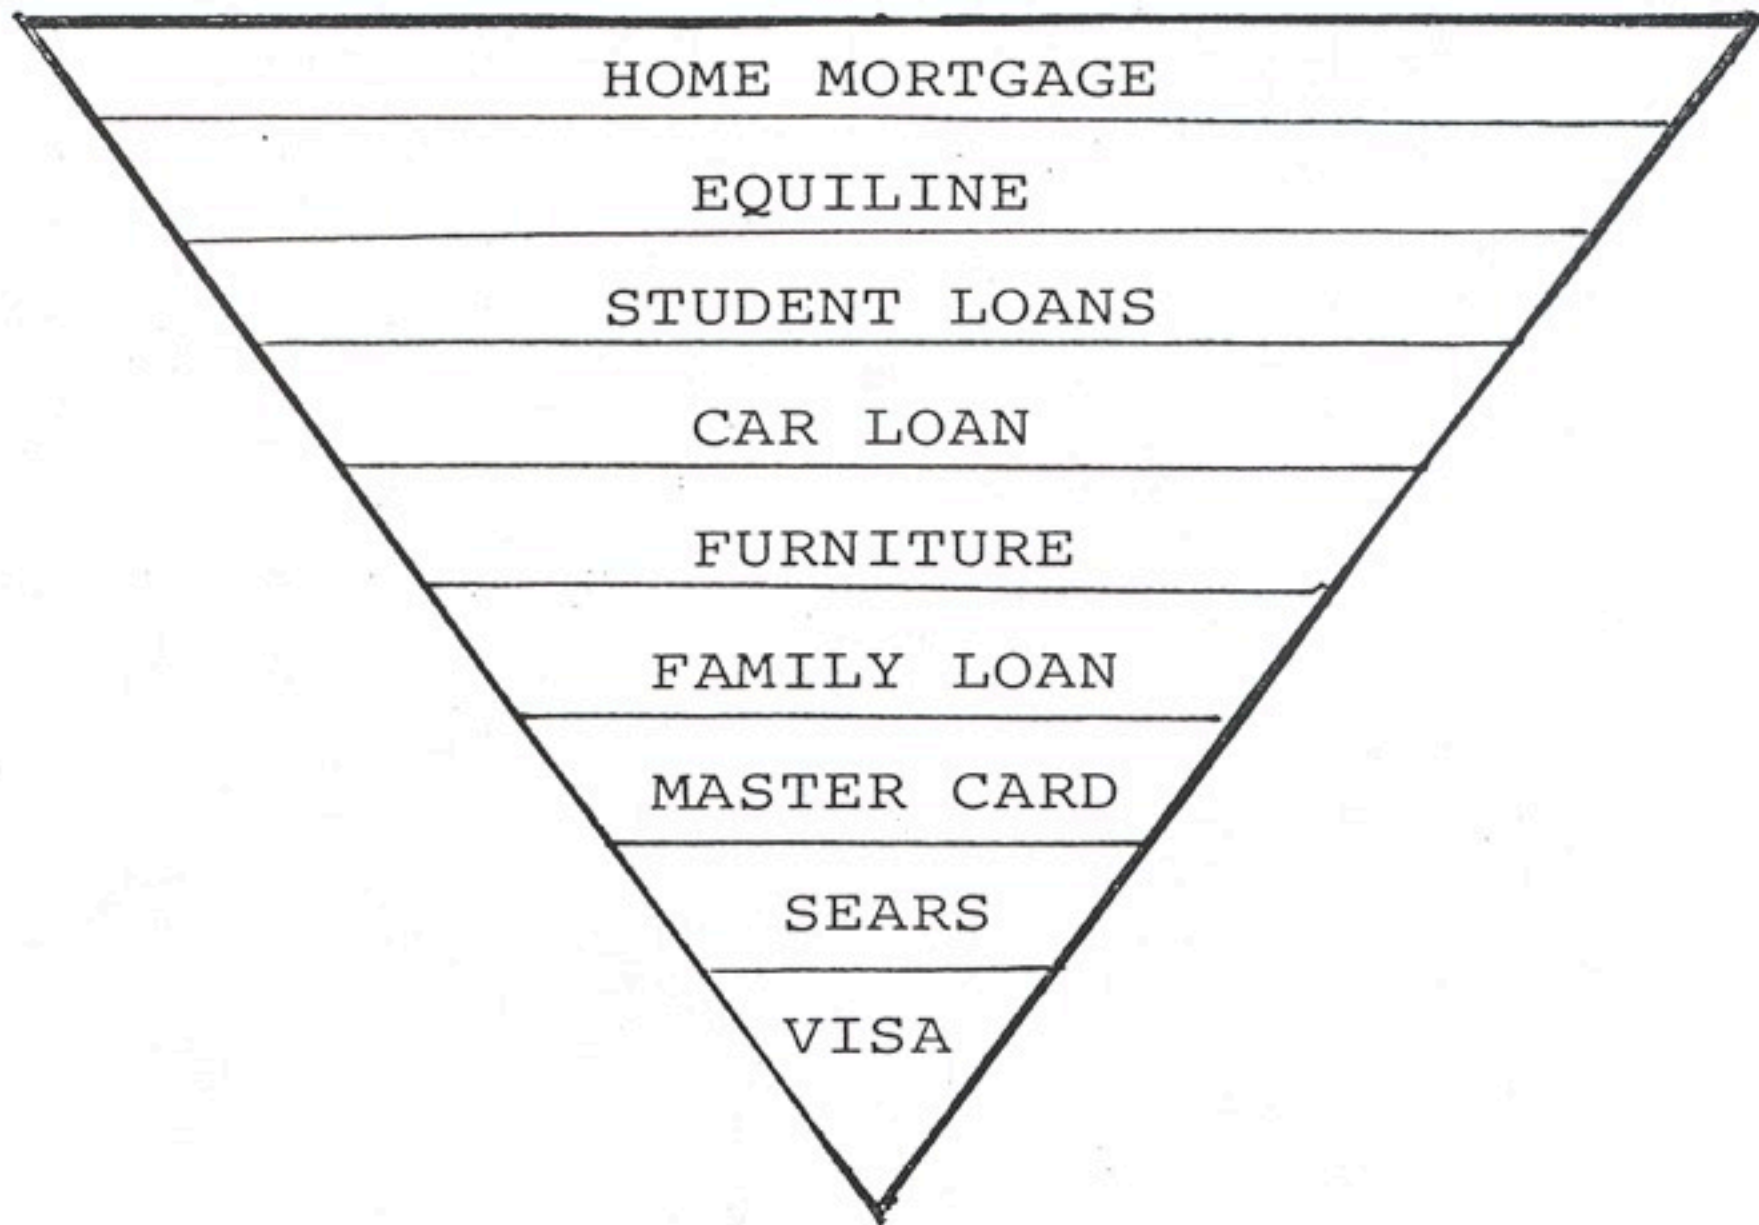 HOME MORTGAGE
EQUILINE
STUDENT LOANS
CAR LOAN
FURNITURE
FAMILY LOAN
MASTER CARD
SEARS
VISA